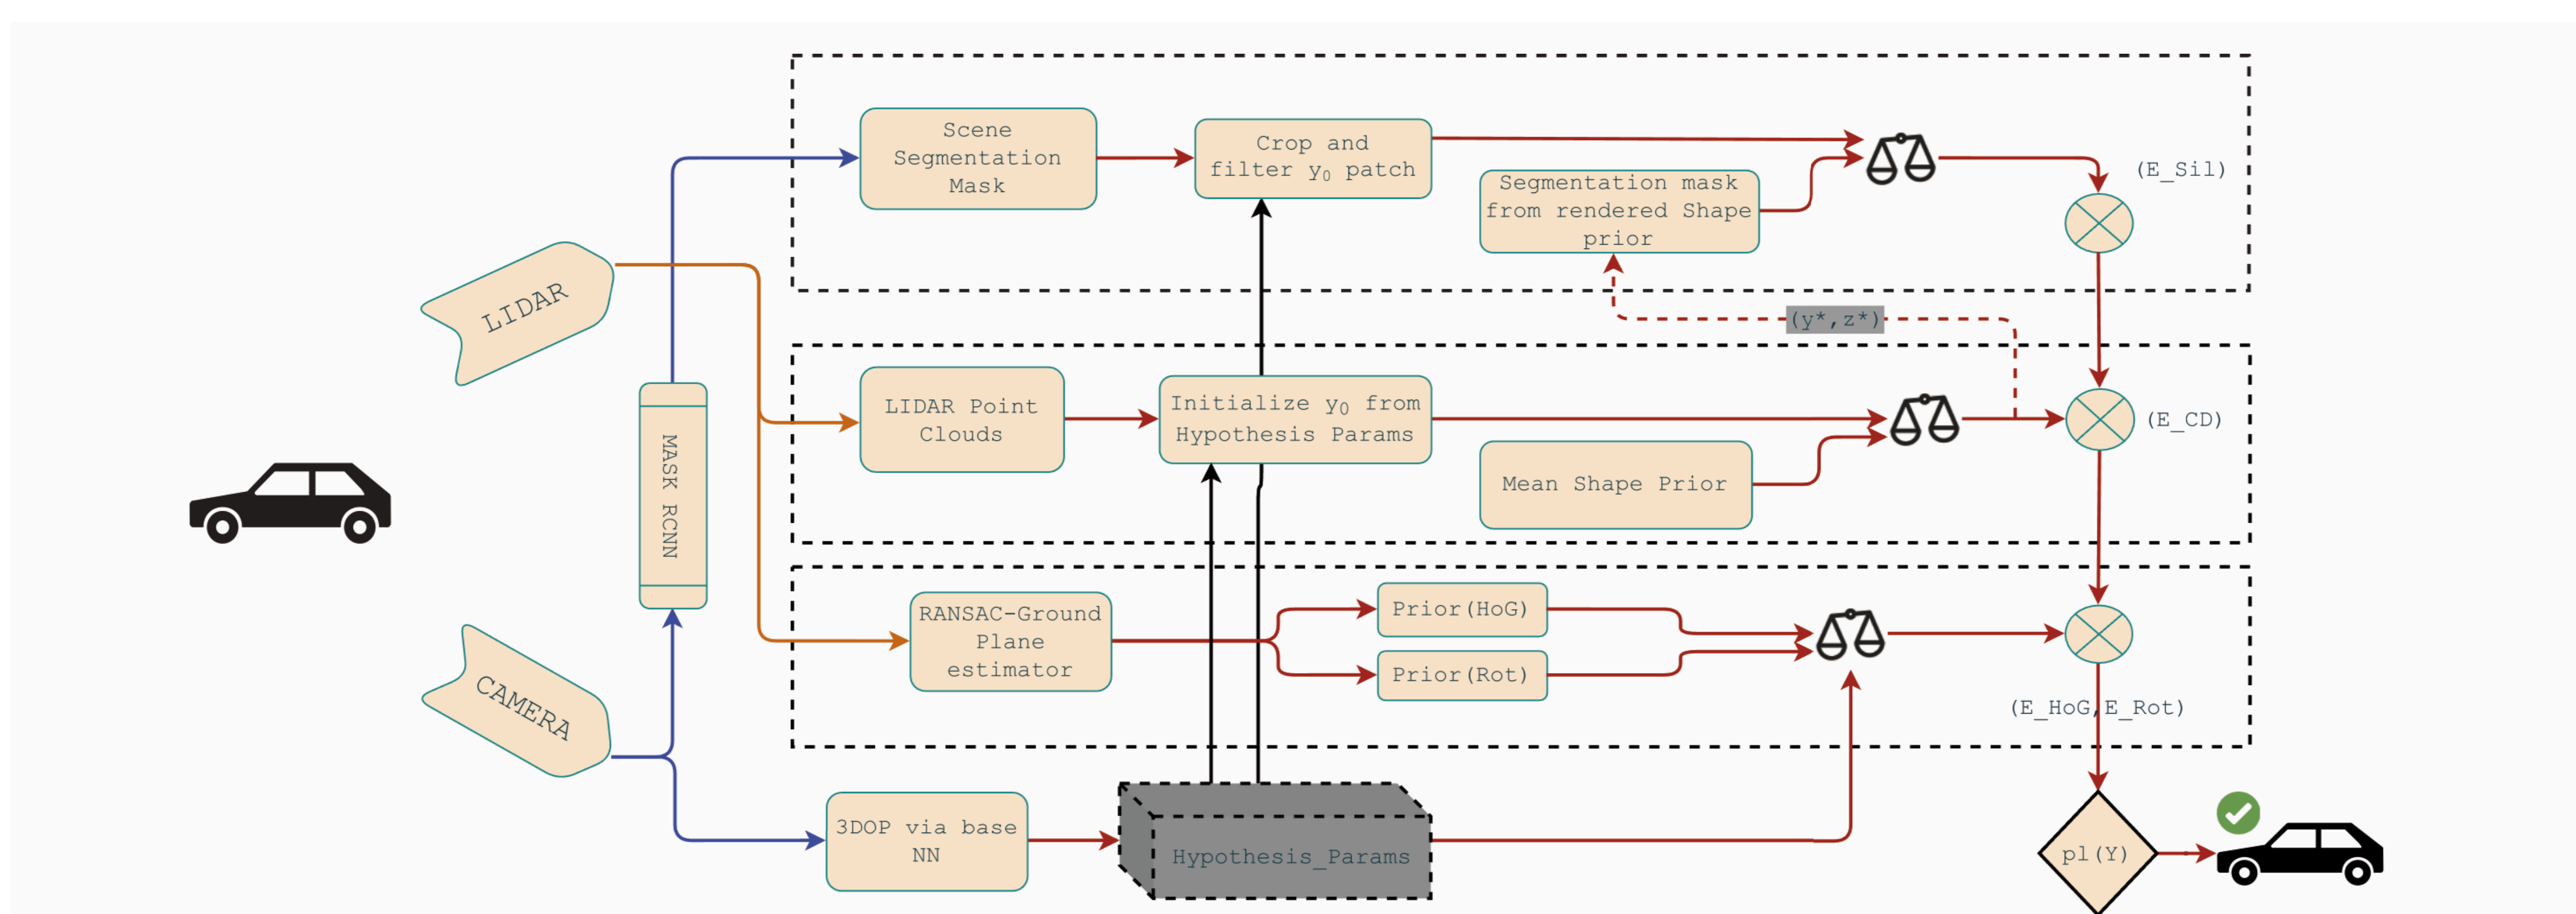 Scene
Segmentation
Mask
Crop and
filter y₀ patch
Segmentation mask
from rendered Shape
prior
(E_Sil)
LIDAR
(y*,z*)
LIDAR Point
Clouds
Initialize y₀ from
Hypothesis Params
Mean Shape Prior
(E_CD)
MASK RCNN
RANSAC-Ground
Plane
estimator
Prior(HoG)
Prior(Rot)
(E_HoG,E_Rot)
CAMERA
3DOP via base
NN
Hypothesis_Params
pl(Y)